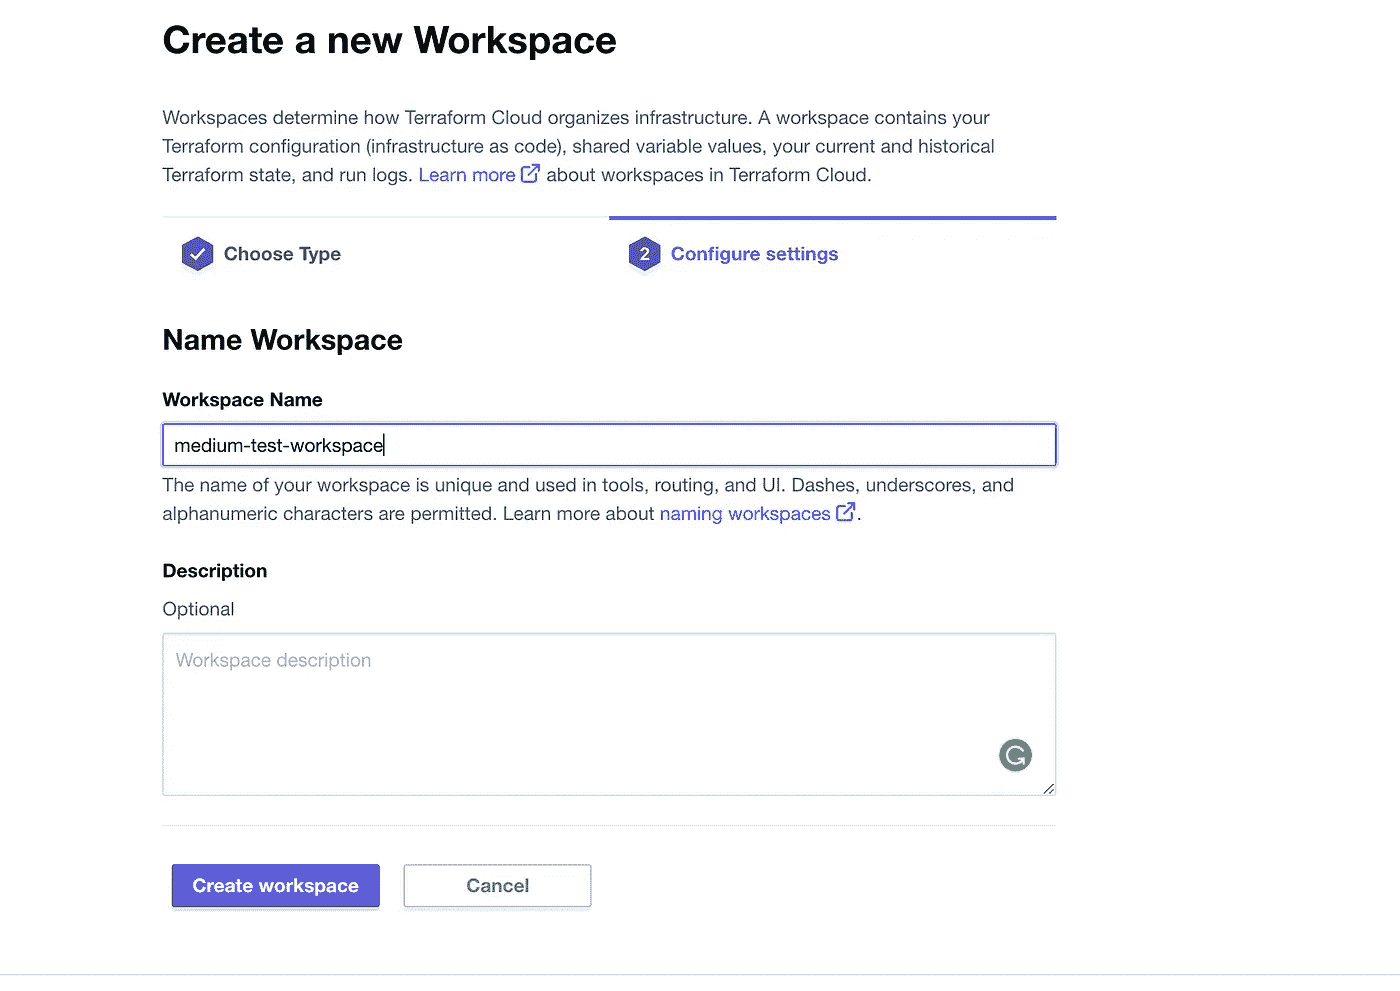 Create a new Workspace
Workspaces determine how Terraform Cloud organizes infrastructure. A workspace contains your
Terraform configuration (infrastructure as code), shared variable values, your current and historical
Terraform state, and run logs. Learn more about workspaces in Terraform Cloud.
Choose Type
2 Configure settings
Name Workspace
Workspace Name
medium-test-workspace
The name of your workspace is unique and used in tools, routing, and UI. Dashes, underscores, and
alphanumeric characters are permitted. Learn more about naming workspaces.
Description
Optional
Workspace description
Create workspace
Cancel